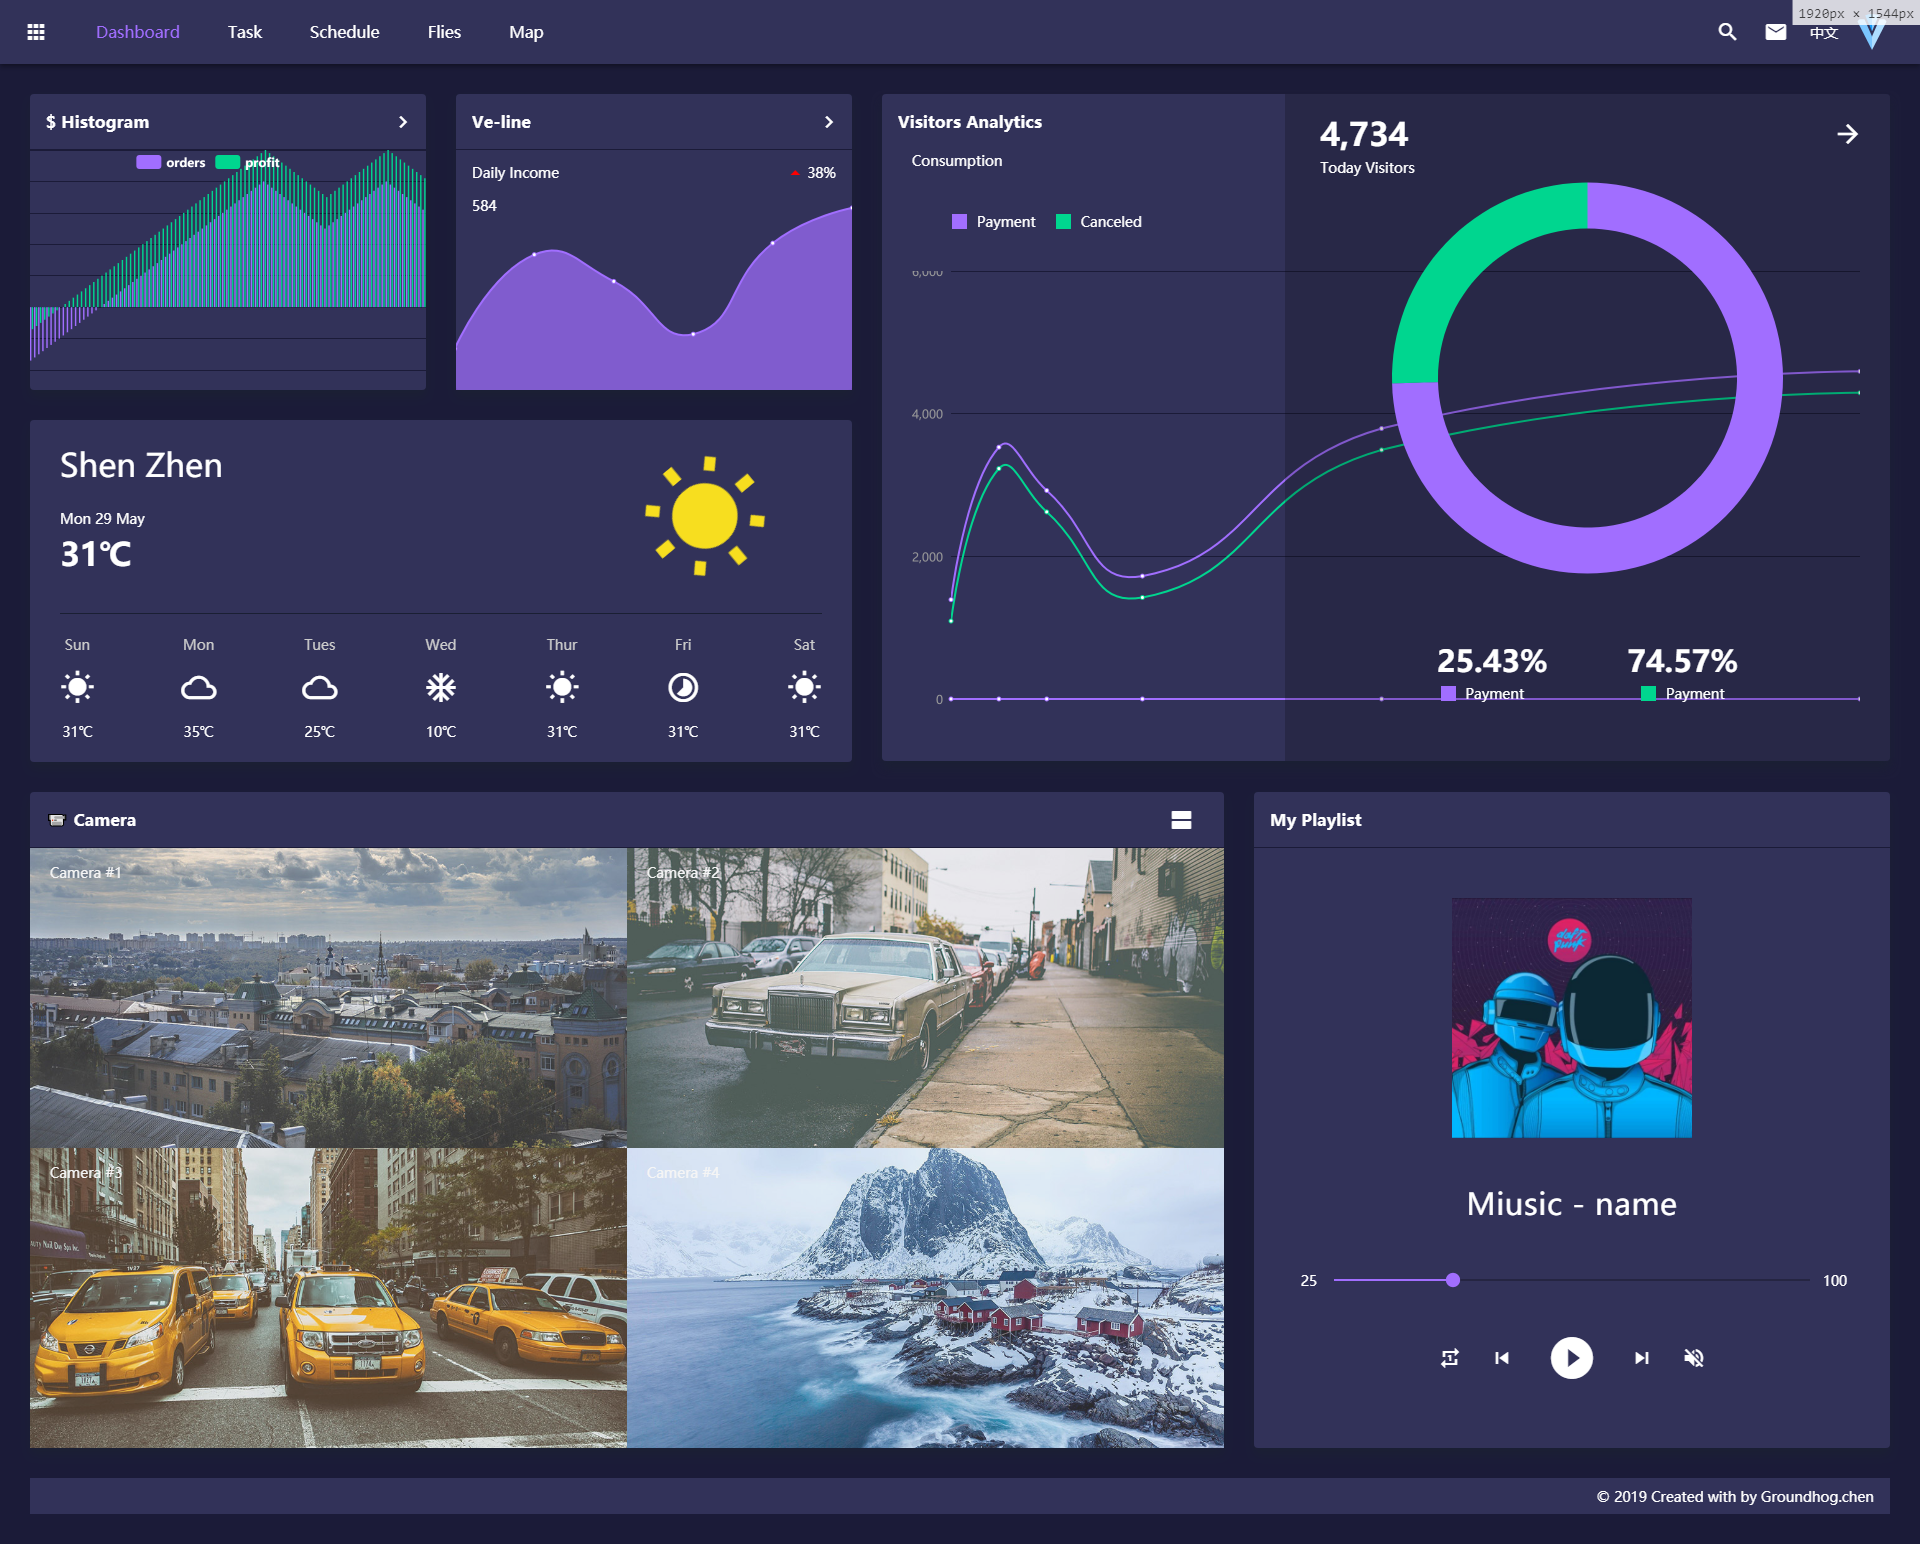 Dashboard
Task
Schedule
Flies
Map
1920px × 1544px
中文
$ Histogram
orders
profit
Ve-line
Daily Income
38%
584
Visitors Analytics
Consumption
Payment
Canceled
6,000
4,000
2,000
0
4,734
Today Visitors
25.43%
Payment
74.57%
Payment
Shen Zhen
Mon 29 May
31℃
Sun
Mon
Tues
Wed
Thur
Fri
Sat
31℃
35℃
25℃
10℃
31℃
31℃
31℃
Camera
Camera #1
Camera #2
Camera #3
Camera #4
My Playlist
daft
punk
Miusic - name
25
100
© 2019 Created with by Groundhog.chen